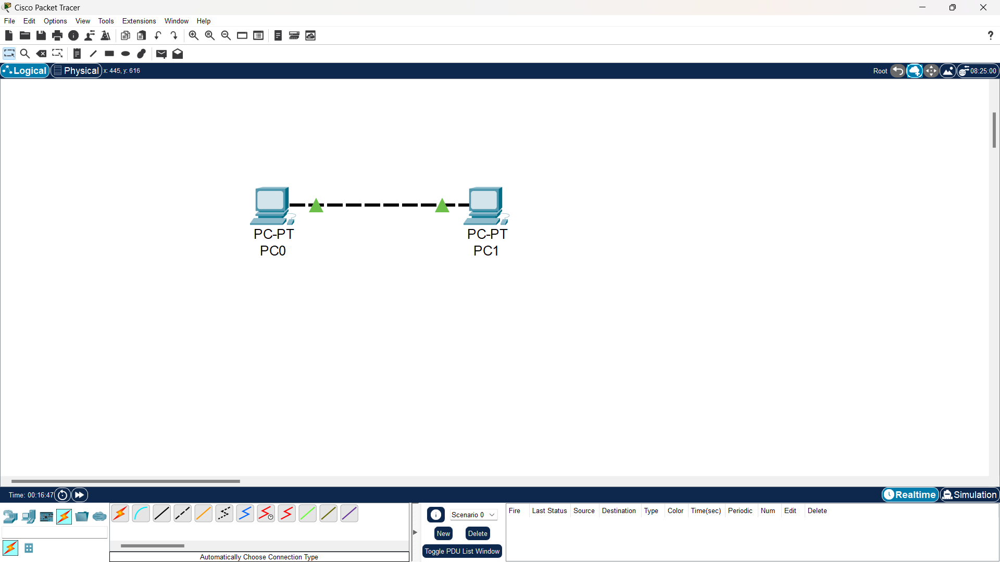 Cisco Packet Tracer
File Edit Options View Tools Extensions Window Help
Logical Physical x: 445, y: 616 Root 08:25:00
PC-PT PC-PT
PC0 PC1
Time: 00:16:47 Realtime Simulation
Scenario 0 Fire Last Status Source Destination Type Color Time(sec) Periodic Num Edit Delete
New Delete
Toggle PDU List Window
Automatically Choose Connection Type